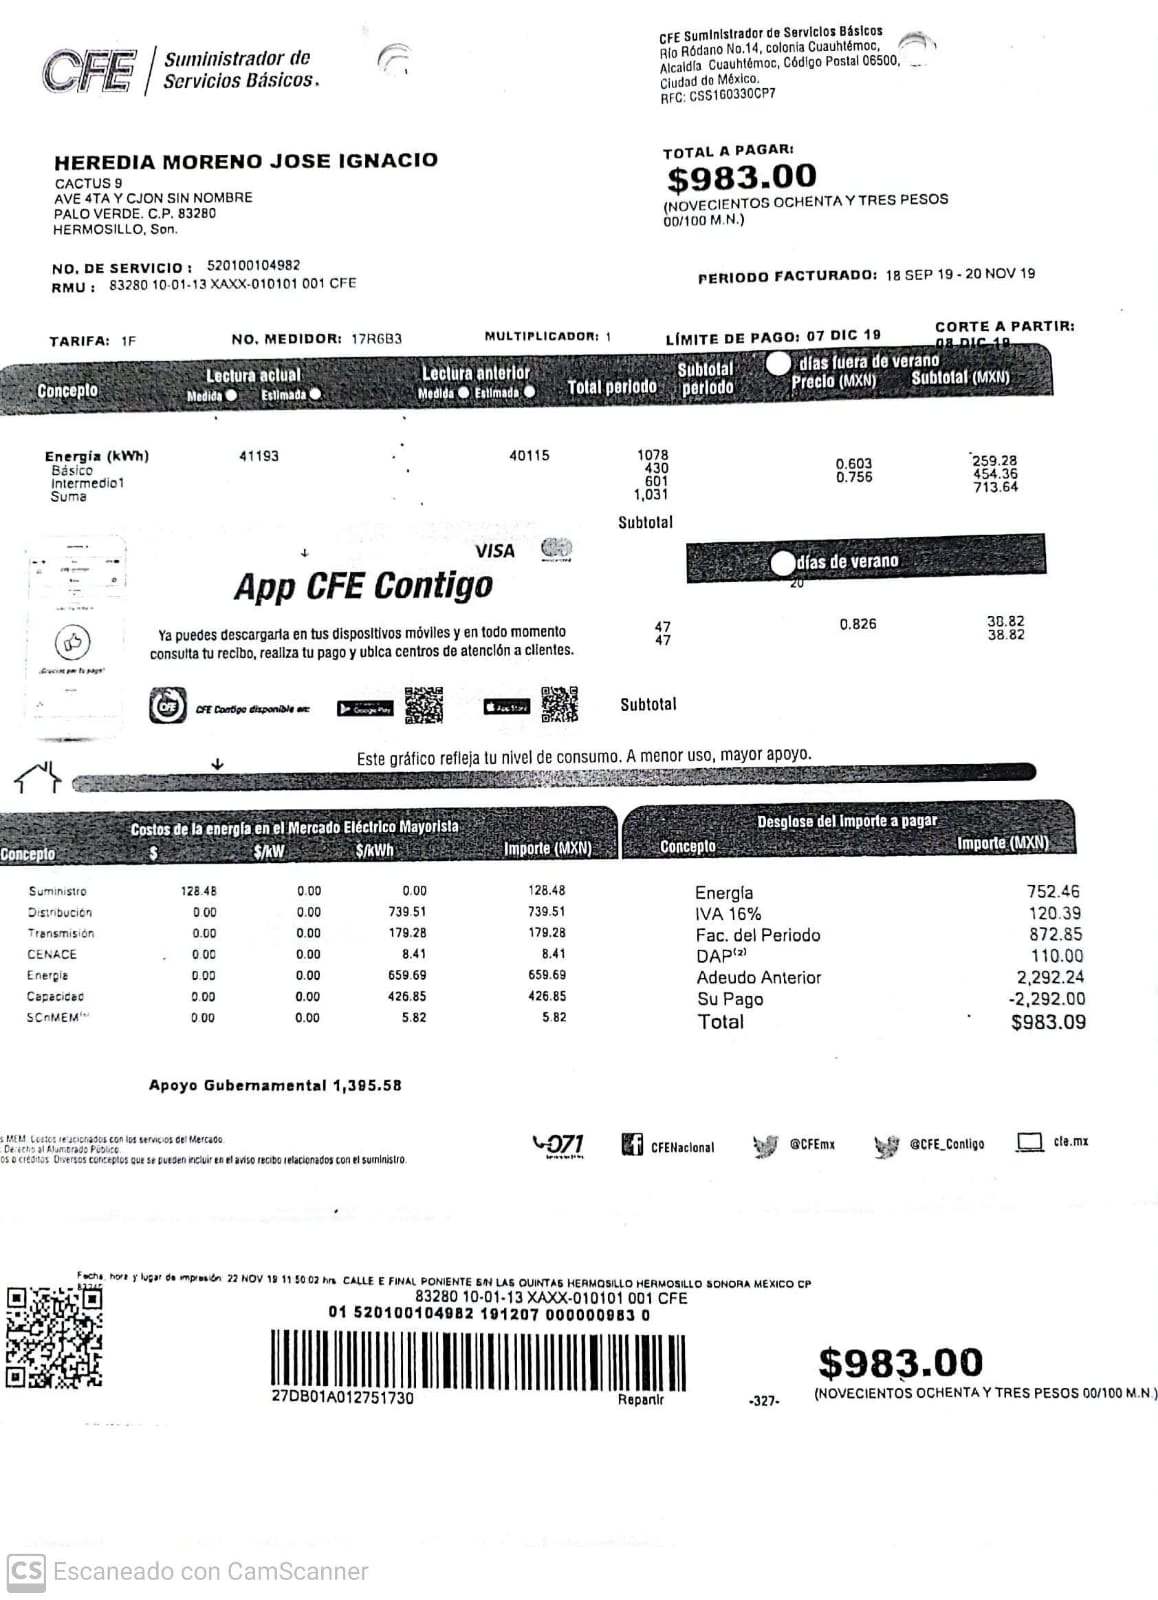 CFE
Suministrador de
Servicios Básicos.
CFE Suministrador de Servicios Básicos
Río Ródano No.14, colonia Cuauhtémoc,
Alcaldía Cuauhtémoc, Código Postal 06500,
Ciudad de México.
RFC: CSS160330CP7
HEREDIA MORENO JOSE IGNACIO
CACTUS 9
AVE 4TA Y CJON SIN NOMBRE
PALO VERDE. C.P. 83280
HERMOSILLO, Son.
TOTAL A PAGAR:
$983.00
(NOVECIENTOS OCHENTA Y TRES PESOS
00/100 M.N.)
NO. DE SERVICIO : 520100104982
RMU : 83280 10-01-13 XAXX-010101 001 CFE
PERIODO FACTURADO: 18 SEP 19 - 20 NOV 19
TARIFA: 1F NO. MEDIDOR: 17R6B3 MULTIPLICADOR: 1 LÍMITE DE PAGO: 07 DIC 19 CORTE A PARTIR:
08 DIC 19
Concepto Lectura actual Medida Estimada Lectura anterior Medida Estimada Total periodo Subtotal periodo días fuera de verano Precio (MXN) Subtotal (MXN)
Energía (kWh) 41193 40115 1078
Básico 430 0.603 259.28
Intermedio1 601 0.756 454.36
Suma 1,031 713.64
Subtotal
VISA
App CFE Contigo
días de verano
20
Ya puedes descargarla en tus dispositivos móviles y en todo momento
consulta tu recibo, realiza tu pago y ubica centros de atención a clientes.
47 0.826 38.82
47 38.82
¡Gracias por tu pago!
CFE
CFE Contigo disponible en:
Google Play
App Store
Subtotal
Este gráfico refleja tu nivel de consumo. A menor uso, mayor apoyo.
Costos de la energía en el Mercado Eléctrico Mayorista
Concepto $ $/kW $/kWh Importe (MXN)
Suministro 128.48 0.00 0.00 128.48
Distribución 0.00 0.00 739.51 739.51
Transmisión 0.00 0.00 179.28 179.28
CENACE 0.00 0.00 8.41 8.41
Energía 0.00 0.00 659.69 659.69
Capacidad 0.00 0.00 426.85 426.85
SCnMEM 0.00 0.00 5.82 5.82
Desglose del importe a pagar
Concepto Importe (MXN)
Energía 752.46
IVA 16% 120.39
Fac. del Periodo 872.85
DAP(2) 110.00
Adeudo Anterior 2,292.24
Su Pago -2,292.00
Total $983.09
Apoyo Gubernamental 1,395.58
s MEM: Costos relacionados con los servicios del Mercado.
: Derecho al Alumbrado Público.
os o créditos: Diversos conceptos que se pueden incluir en el aviso recibo relacionados con el suministro.
071
CFENacional
@CFEmx
@CFE_Contigo
cfe.mx
Fecha, hora y lugar de impresión 22 NOV 19 11:50:02 hrs CALLE E FINAL PONIENTE S/N LAS QUINTAS HERMOSILLO HERMOSILLO SONORA MEXICO CP
83280 10-01-13 XAXX-010101 001 CFE
01 520100104982 191207 000000983 0
27DB01A012751730
Repartir
-327-
$983.00
(NOVECIENTOS OCHENTA Y TRES PESOS 00/100 M.N.)
CS Escaneado con CamScanner